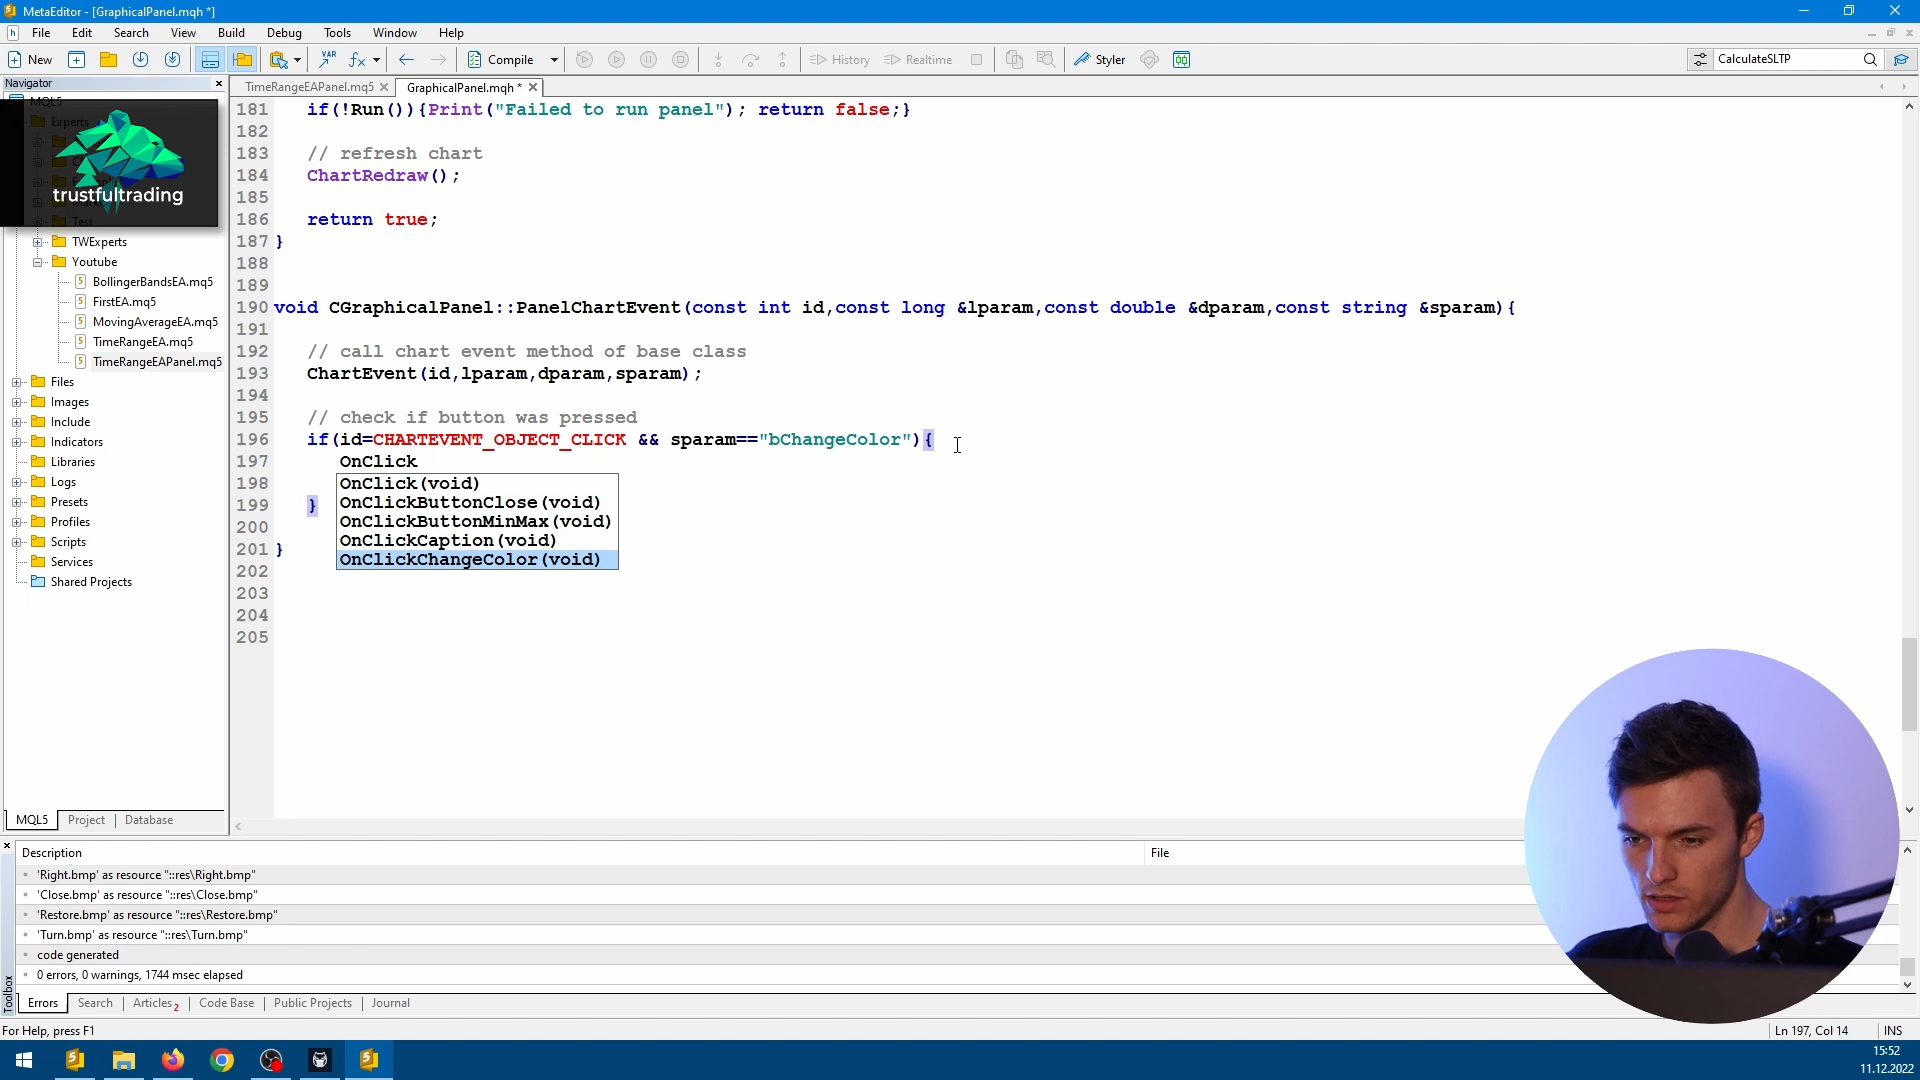 MetaEditor - [GraphicalPanel.mqh *]
File Edit Search View Build Debug Tools Window Help
New VAR Compile History Realtime Styler CalculateSLTP
Navigator
TimeRangeEAPanel.mq5 GraphicalPanel.mqh *
MQL5
Experts
trustfultrading
Test
TWExperts
Youtube
BollingerBandsEA.mq5
FirstEA.mq5
MovingAverageEA.mq5
TimeRangeEA.mq5
TimeRangeEAPanel.mq5
Files
Images
Include
Indicators
Libraries
Logs
Presets
Profiles
Scripts
Services
Shared Projects
MQL5 Project Database
181 if(!Run()){Print("Failed to run panel"); return false;}
182
183 // refresh chart
184 ChartRedraw();
185
186 return true;
187 }
188
189
190 void CGraphicalPanel::PanelChartEvent(const int id,const long &lparam,const double &dparam,const string &sparam){
191
192 // call chart event method of base class
193 ChartEvent(id,lparam,dparam,sparam);
194
195 // check if button was pressed
196 if(id=CHARTEVENT_OBJECT_CLICK && sparam=="bChangeColor"){
197 OnClick
198 OnClick(void)
199 } OnClickButtonClose(void)
200 OnClickButtonMinMax(void)
201 } OnClickCaption(void)
OnClickChangeColor(void)
202
203
204
205
Description File
'Right.bmp' as resource "::res\Right.bmp"
'Close.bmp' as resource "::res\Close.bmp"
'Restore.bmp' as resource "::res\Restore.bmp"
'Turn.bmp' as resource "::res\Turn.bmp"
code generated
0 errors, 0 warnings, 1744 msec elapsed
Toolbox
Errors Search Articles 2 Code Base Public Projects Journal
For Help, press F1
Ln 197, Col 14 INS
15:52
11.12.2022